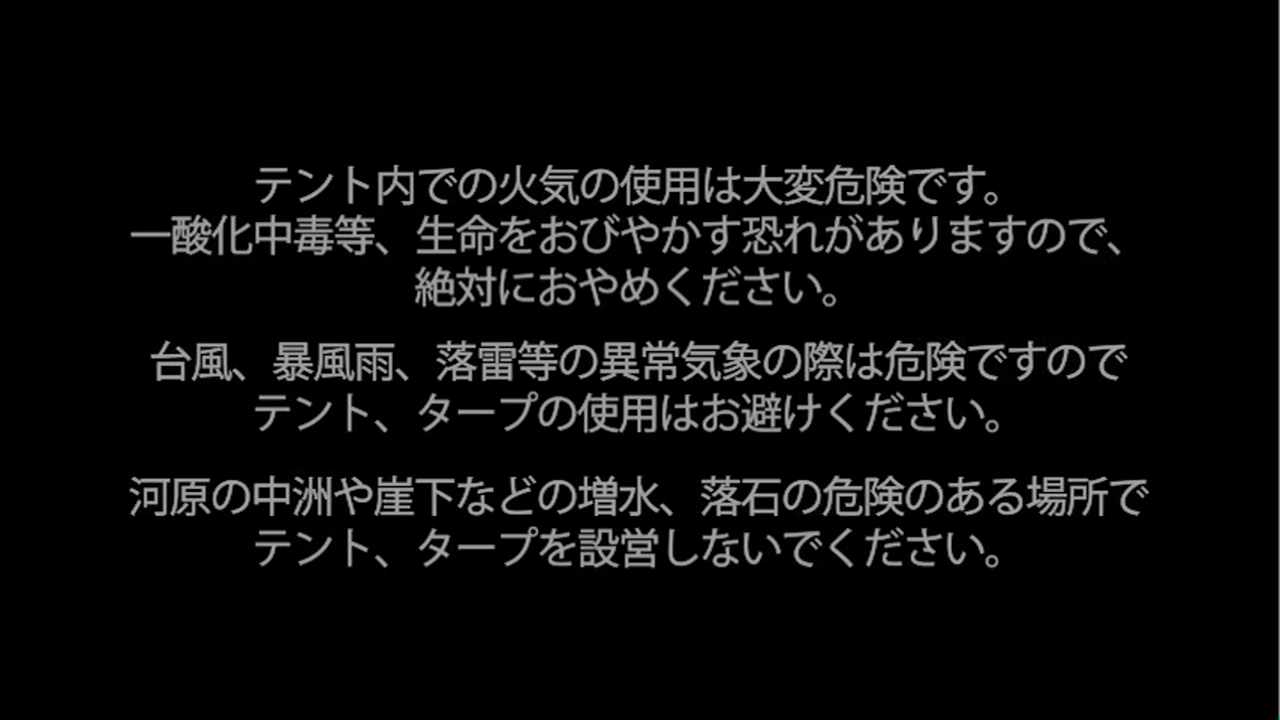 テント内での火気の使用は大変危険です。
一酸化中毒等、生命をおびやかす恐れがありますので、
絶対におやめください。
台風、暴風雨、落雷等の異常気象の際は危険ですので
テント、タープの使用はお避けください。
河原の中洲や崖下などの増水、落石の危険のある場所で
テント、タープを設営しないでください。